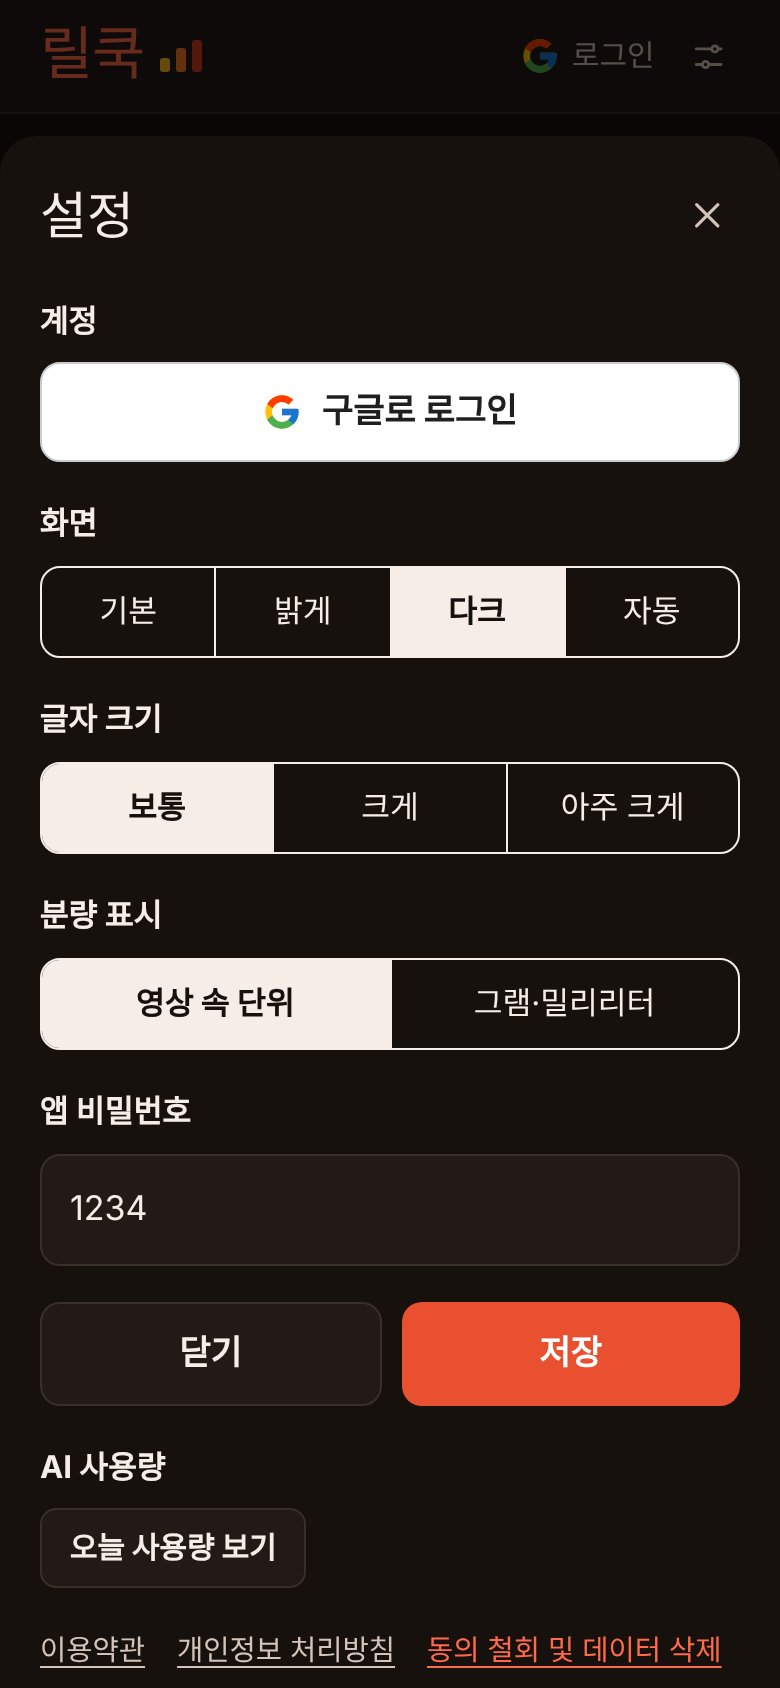 릴쿡
로그인
설정
계정
구글로 로그인
화면
기본 밝게 다크 자동
글자 크기
보통 크게 아주 크게
분량 표시
영상 속 단위 그램·밀리리터
앱 비밀번호
1234
닫기 저장
AI 사용량
오늘 사용량 보기
이용약관 개인정보 처리방침 동의 철회 및 데이터 삭제